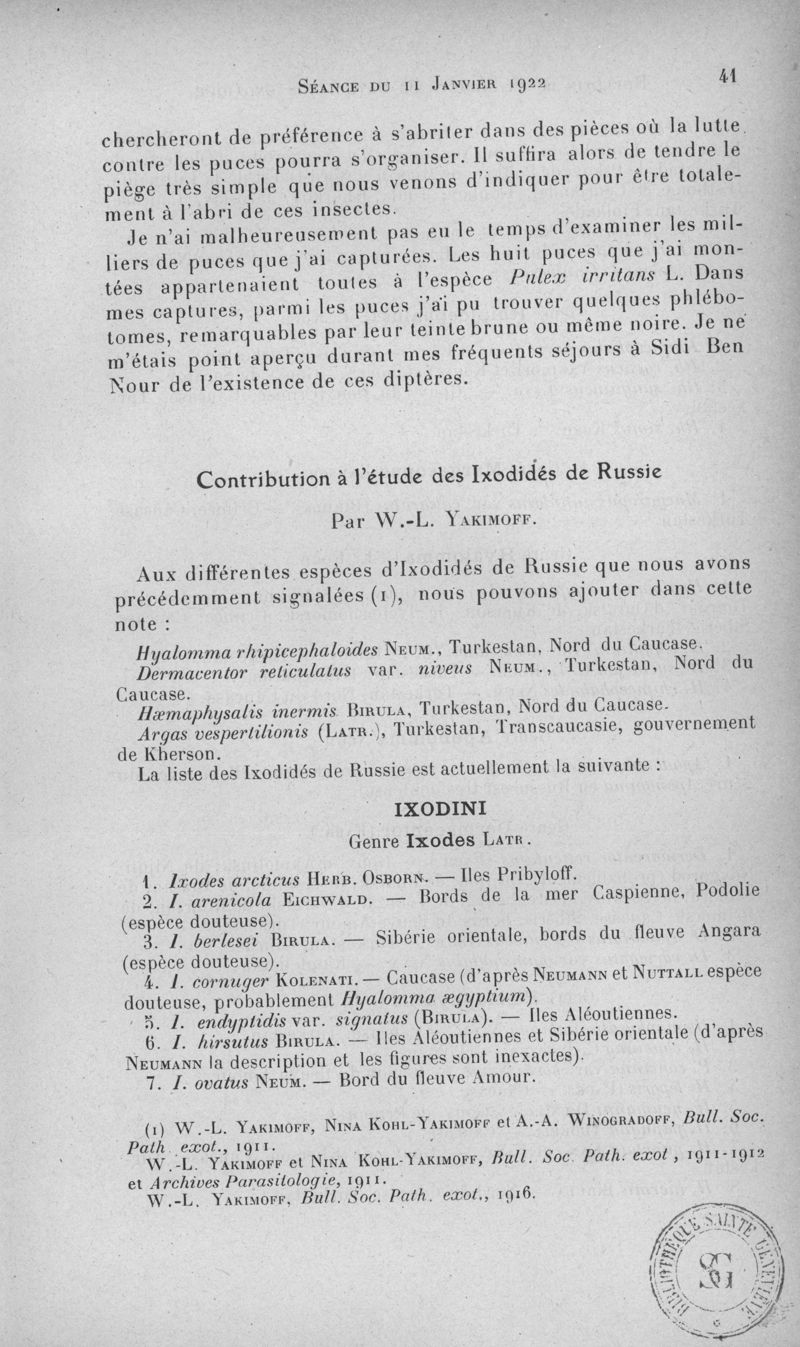 SÉANCE DU 11 JANVIER 1922
41
chercheront de préférence à s'abriter dans des pièces où la lutte
contre les puces pourra s'organiser. Il suffira alors de tendre le
piège très simple que nous venons d'indiquer pour être totale-
ment à l'abri de ces insectes.
Je n'ai malheureusement pas eu le temps d'examiner les mil-
liers de puces que j'ai capturées. Les huit puces que j'ai mon-
tées appartenaient toutes à l'espèce Pulex irritans L. Dans
mes captures, parmi les puces j'ai pu trouver quelques phlébo-
tomes, remarquables par leur teinte brune ou même noire. Je ne
m'étais point aperçu durant mes fréquents séjours à Sidi Ben
Nour de l'existence de ces diptères.
Contribution à l'étude des Ixodidés de Russie
Par W.-L. YAKIMOFF.
Aux différentes espèces d'Ixodidés de Russie que nous avons
précédemment signalées (1), nous pouvons ajouter dans cette
note :
Hyalomma rhipicephaloides NEUM., Turkestan, Nord du Caucase.
Dermacentor reticulatus var. niveus NEUM., Turkestan, Nord du
Caucase.
Hæmaphysalis inermis BIRULA, Turkestan, Nord du Caucase.
Argas vespertilionis (LATR.), Turkestan, Transcaucasie, gouvernement
de Kherson.
La liste des Ixodidés de Russie est actuellement la suivante :
IXODINI
Genre Ixodes LATR.
1. Ixodes arcticus HERB. OSBORN. — Iles Pribyloff.
2. I. arenicola EICHWALD. — Bords de la mer Caspienne, Podolie
(espèce douteuse).
3. I. berlesei BIRULA. — Sibérie orientale, bords du fleuve Angara
(espèce douteuse).
4. I. cornuger KOLENATI. — Caucase (d'après NEUMANN et NUTTALL espèce
douteuse, probablement Hyalomma ægyptium).
5. I. endyptidis var. signatus (BIRULA). — Iles Aléoutiennes.
6. I. hirsutus BIRULA. — Iles Aléoutiennes et Sibérie orientale (d'après
NEUMANN la description et les figures sont inexactes).
7. I. ovatus NEUM. — Bord du fleuve Amour.
(1) W.-L. YAKIMOFF, NINA KOHL-YAKIMOFF et A.-A. WINOGRADOFF, Bull. Soc.
Path. exot., 1911.
W.-L. YAKIMOFF et NINA KOHL-YAKIMOFF, Bull. Soc. Path. exot, 1911-1912
et Archives Parasitologie, 1911.
W.-L. YAKIMOFF, Bull. Soc. Path. exot., 1916.
BIBLIOTHÈQUE SAINTE GENEVIEVE
SG